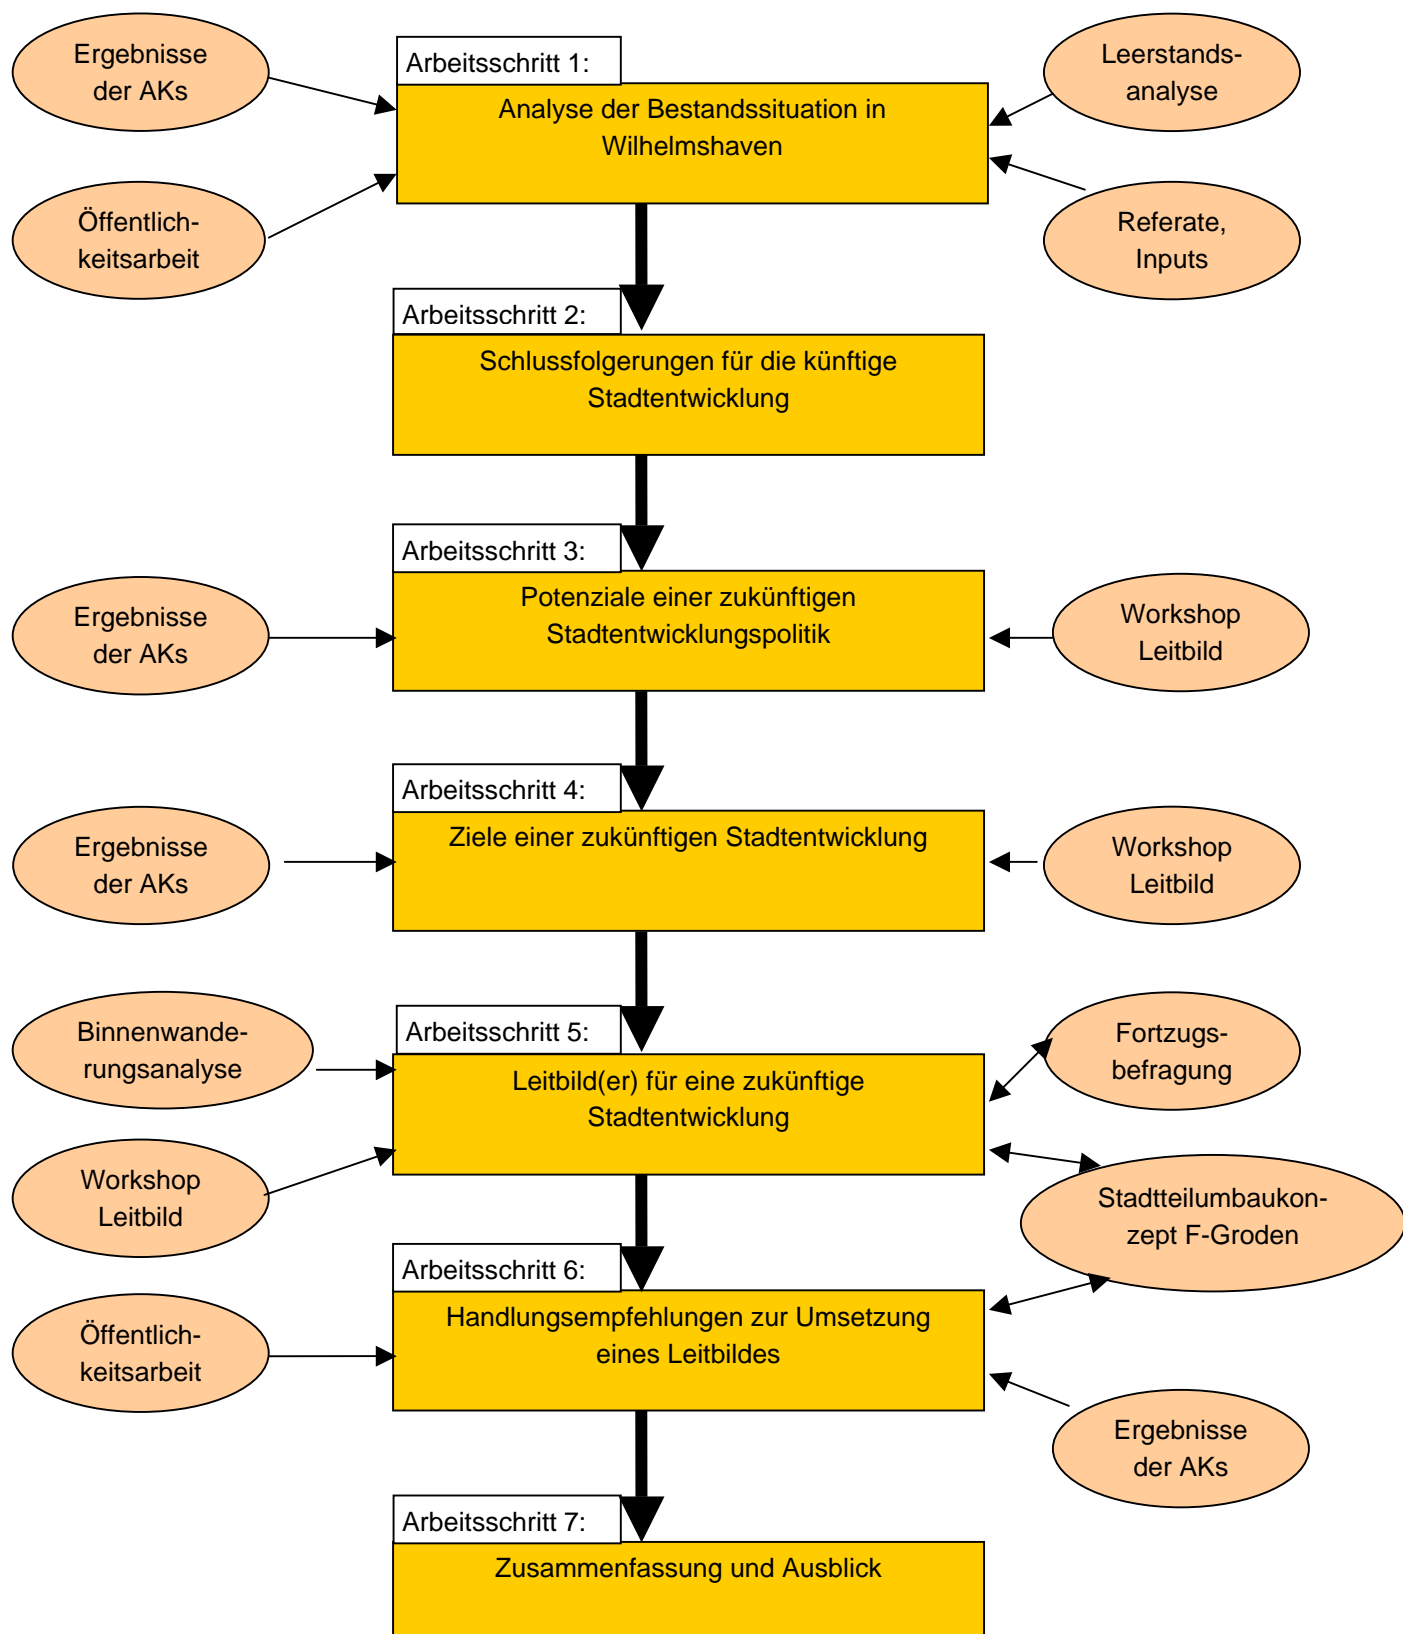 Ergebnisse
der AKs
Arbeitsschritt 1:
Analyse der Bestandssituation in
Wilhelmshaven
Leerstands-
analyse
Öffentlich-
keitsarbeit
Referate,
Inputs
Arbeitsschritt 2:
Schlussfolgerungen für die künftige
Stadtentwicklung
Arbeitsschritt 3:
Potenziale einer zukünftigen
Stadtentwicklungspolitik
Ergebnisse
der AKs
Workshop
Leitbild
Arbeitsschritt 4:
Ziele einer zukünftigen Stadtentwicklung
Ergebnisse
der AKs
Workshop
Leitbild
Binnenwande-
rungsanalyse
Arbeitsschritt 5:
Leitbild(er) für eine zukünftige
Stadtentwicklung
Fortzugs-
befragung
Workshop
Leitbild
Stadtteilumbaukon-
zept F-Groden
Arbeitsschritt 6:
Handlungsempfehlungen zur Umsetzung
eines Leitbildes
Öffentlich-
keitsarbeit
Ergebnisse
der AKs
Arbeitsschritt 7:
Zusammenfassung und Ausblick